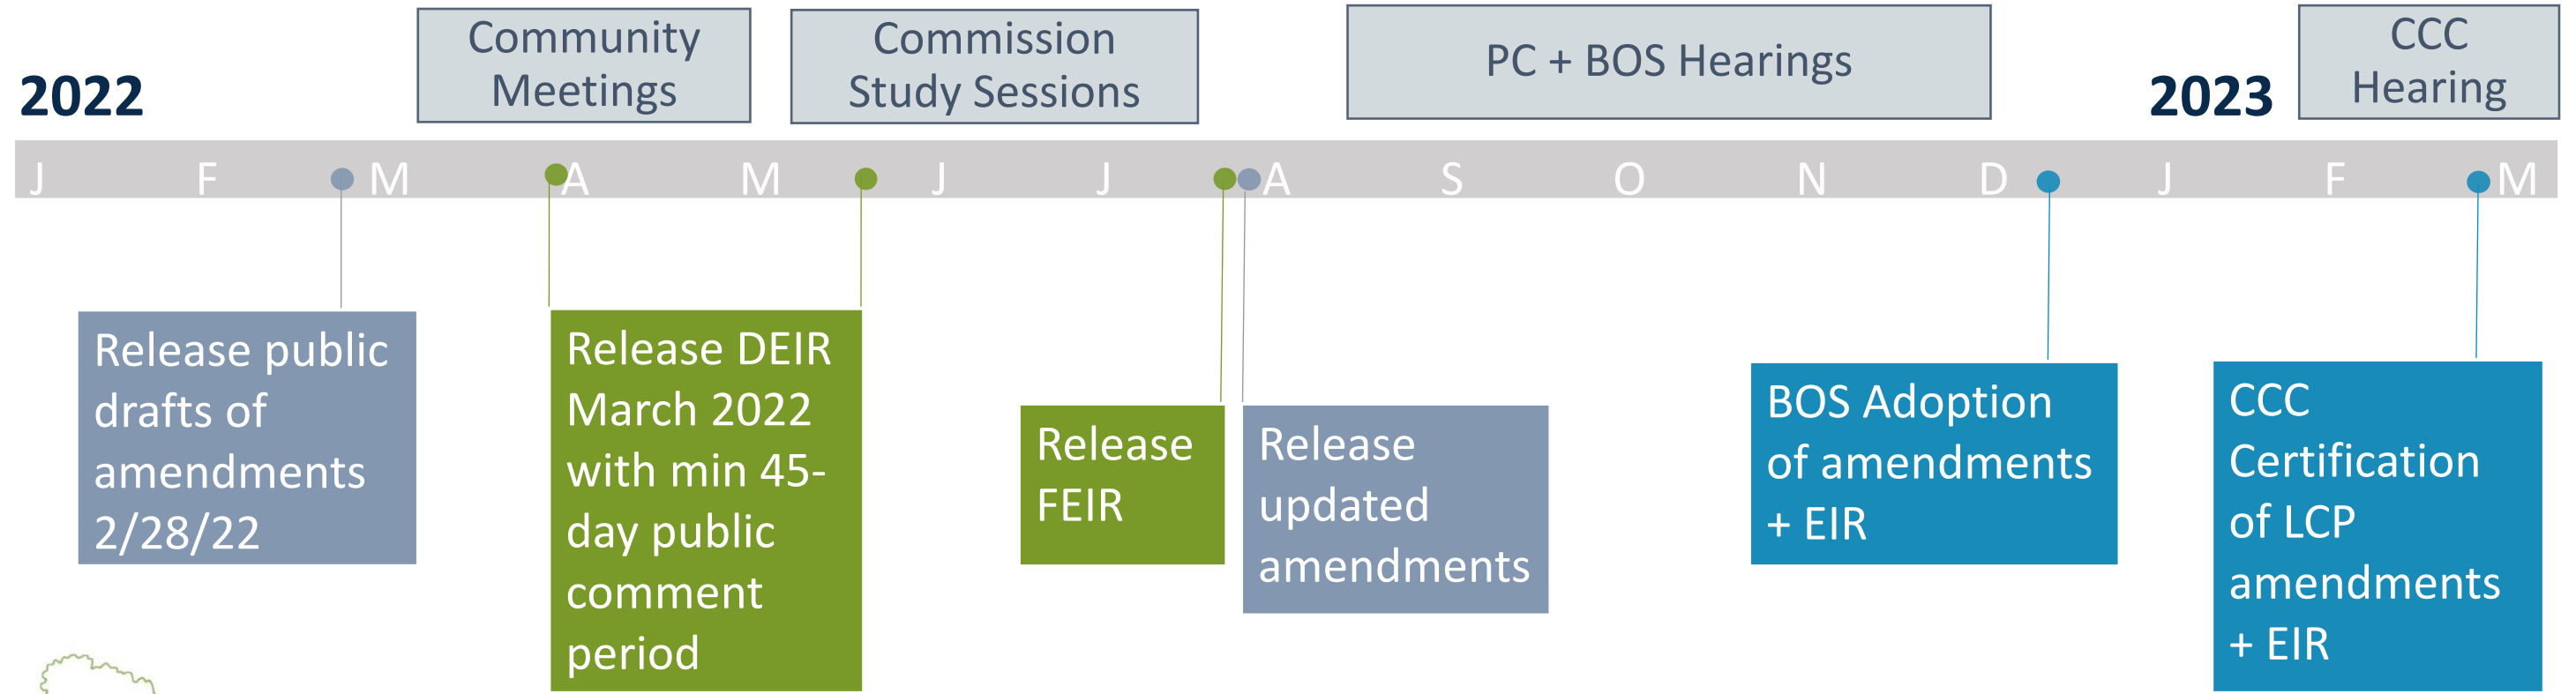 Community
Meetings
Commission
Study Sessions
PC + BOS Hearings
CCC
Hearing
2022
2023
J F M A M J J A S O N D J F M
Release public
drafts of
amendments
2/28/22
Release DEIR
March 2022
with min 45-
day public
comment
period
Release
FEIR
Release
updated
amendments
BOS Adoption
of amendments
+ EIR
CCC
Certification
of LCP
amendments
+ EIR